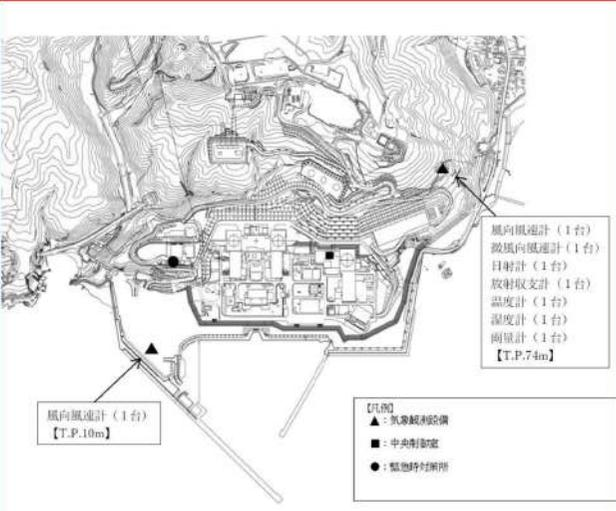 風向風速計（1台）
微風向風速計（1台）
日射計（1台）
放射収支計（1台）
温度計（1台）
湿度計（1台）
雨量計（1台）
【T.P.74m】
風向風速計（1台）
【T.P.10m】
【凡例】
▲：気象観測設備
■：中央制御室
●：緊急時対策所